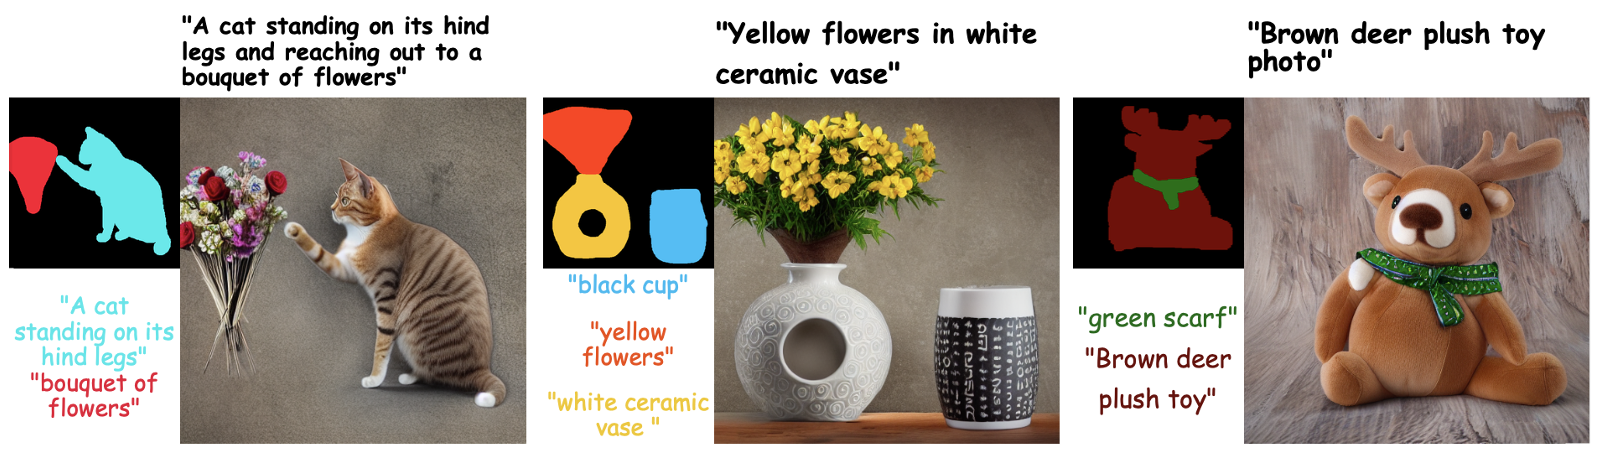 "A cat standing on its hind
legs and reaching out to a
bouquet of flowers"
"A cat
standing on its
hind legs"
"bouquet of
flowers"
"Yellow flowers in white
ceramic vase"
"black cup"
"yellow
flowers"
"white ceramic
vase "
"Brown deer plush toy
photo"
"green scarf"
"Brown deer
plush toy"